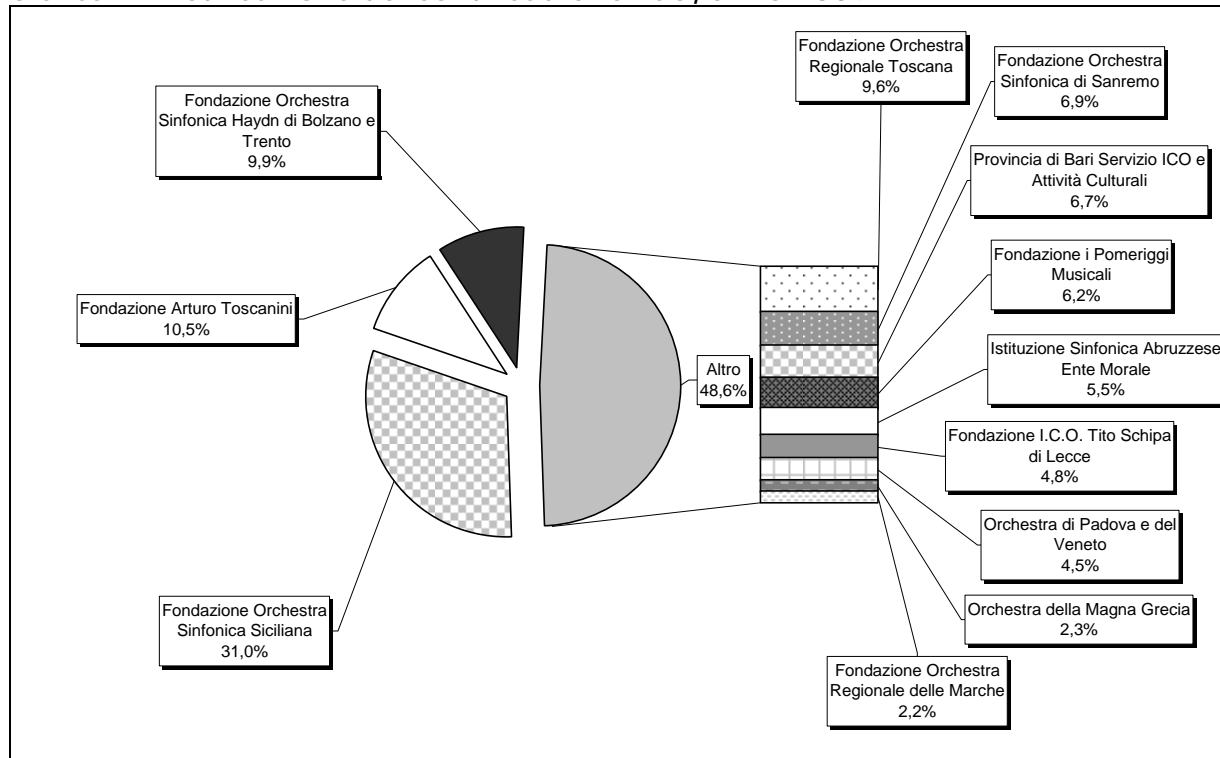 Fondazione Orchestra
Regionale Toscana
9,6%
Fondazione Orchestra
Sinfonica di Sanremo
6,9%
Fondazione Orchestra
Sinfonica Haydn di Bolzano e
Trento
9,9%
Provincia di Bari Servizio ICO e
Attività Culturali
6,7%
Fondazione i Pomeriggi
Musicali
6,2%
Fondazione Arturo Toscanini
10,5%
Istituzione Sinfonica Abruzzese
Ente Morale
5,5%
Altro
48,6%
Fondazione I.C.O. Tito Schipa
di Lecce
4,8%
Orchestra di Padova e del
Veneto
4,5%
Fondazione Orchestra
Sinfonica Siciliana
31,0%
Orchestra della Magna Grecia
2,3%
Fondazione Orchestra
Regionale delle Marche
2,2%